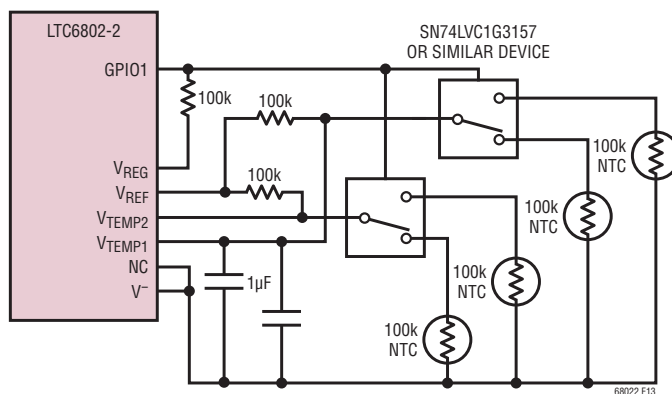 LTC6802-2
SN74LVC1G3157
OR SIMILAR DEVICE
GPIO1
100k
100k
100k
NTC
VREG
100k
VREF
VTEMP2
100k
NTC
VTEMP1
NC
1µF
100k
NTC
V−
100k
NTC
68022 F13